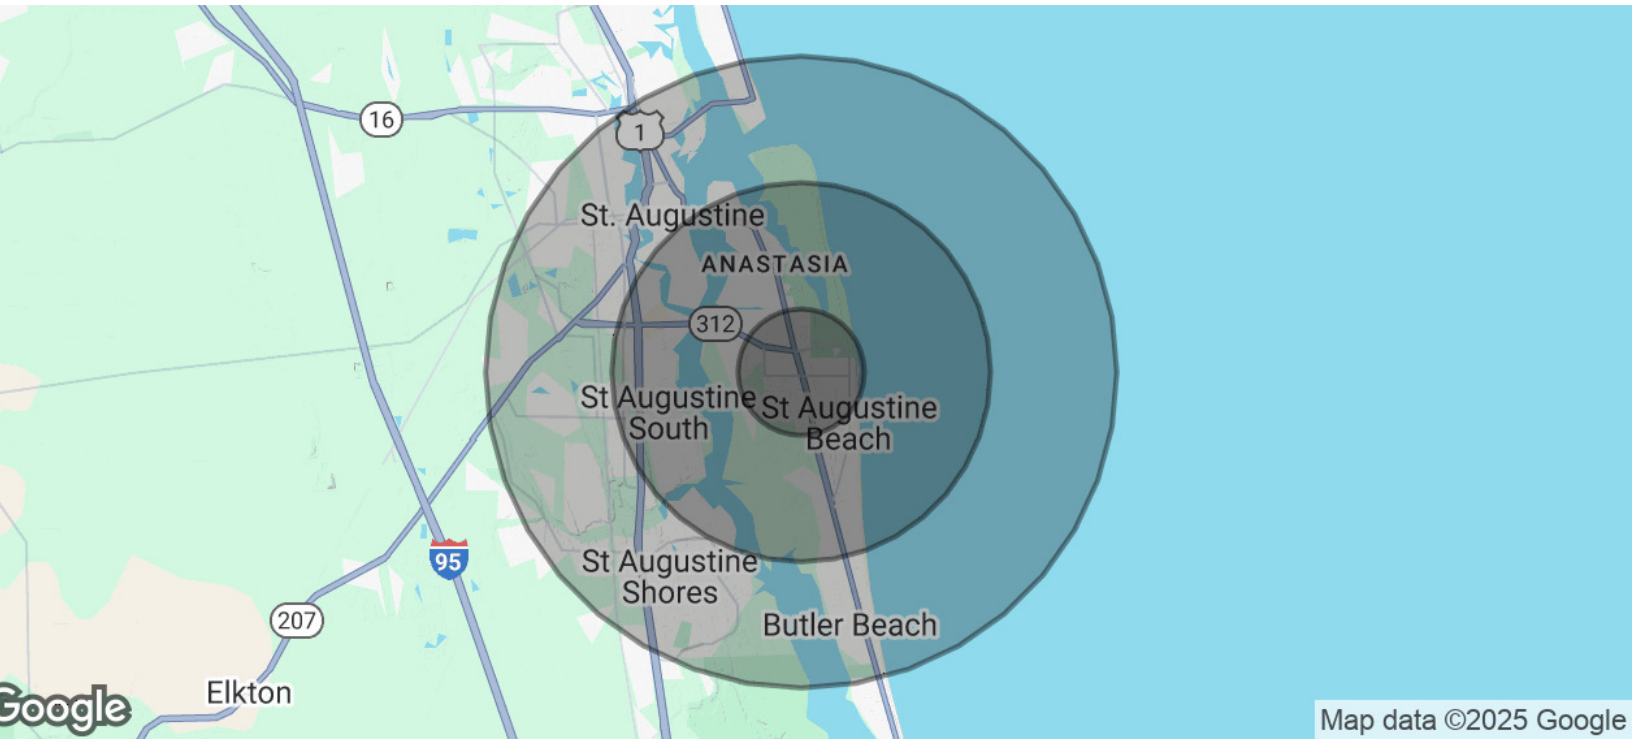 16
1
St. Augustine
ANASTASIA
312
St Augustine
South
St Augustine
Beach
95
St Augustine
Shores
207
Butler Beach
Elkton
Google
Map data ©2025 Google